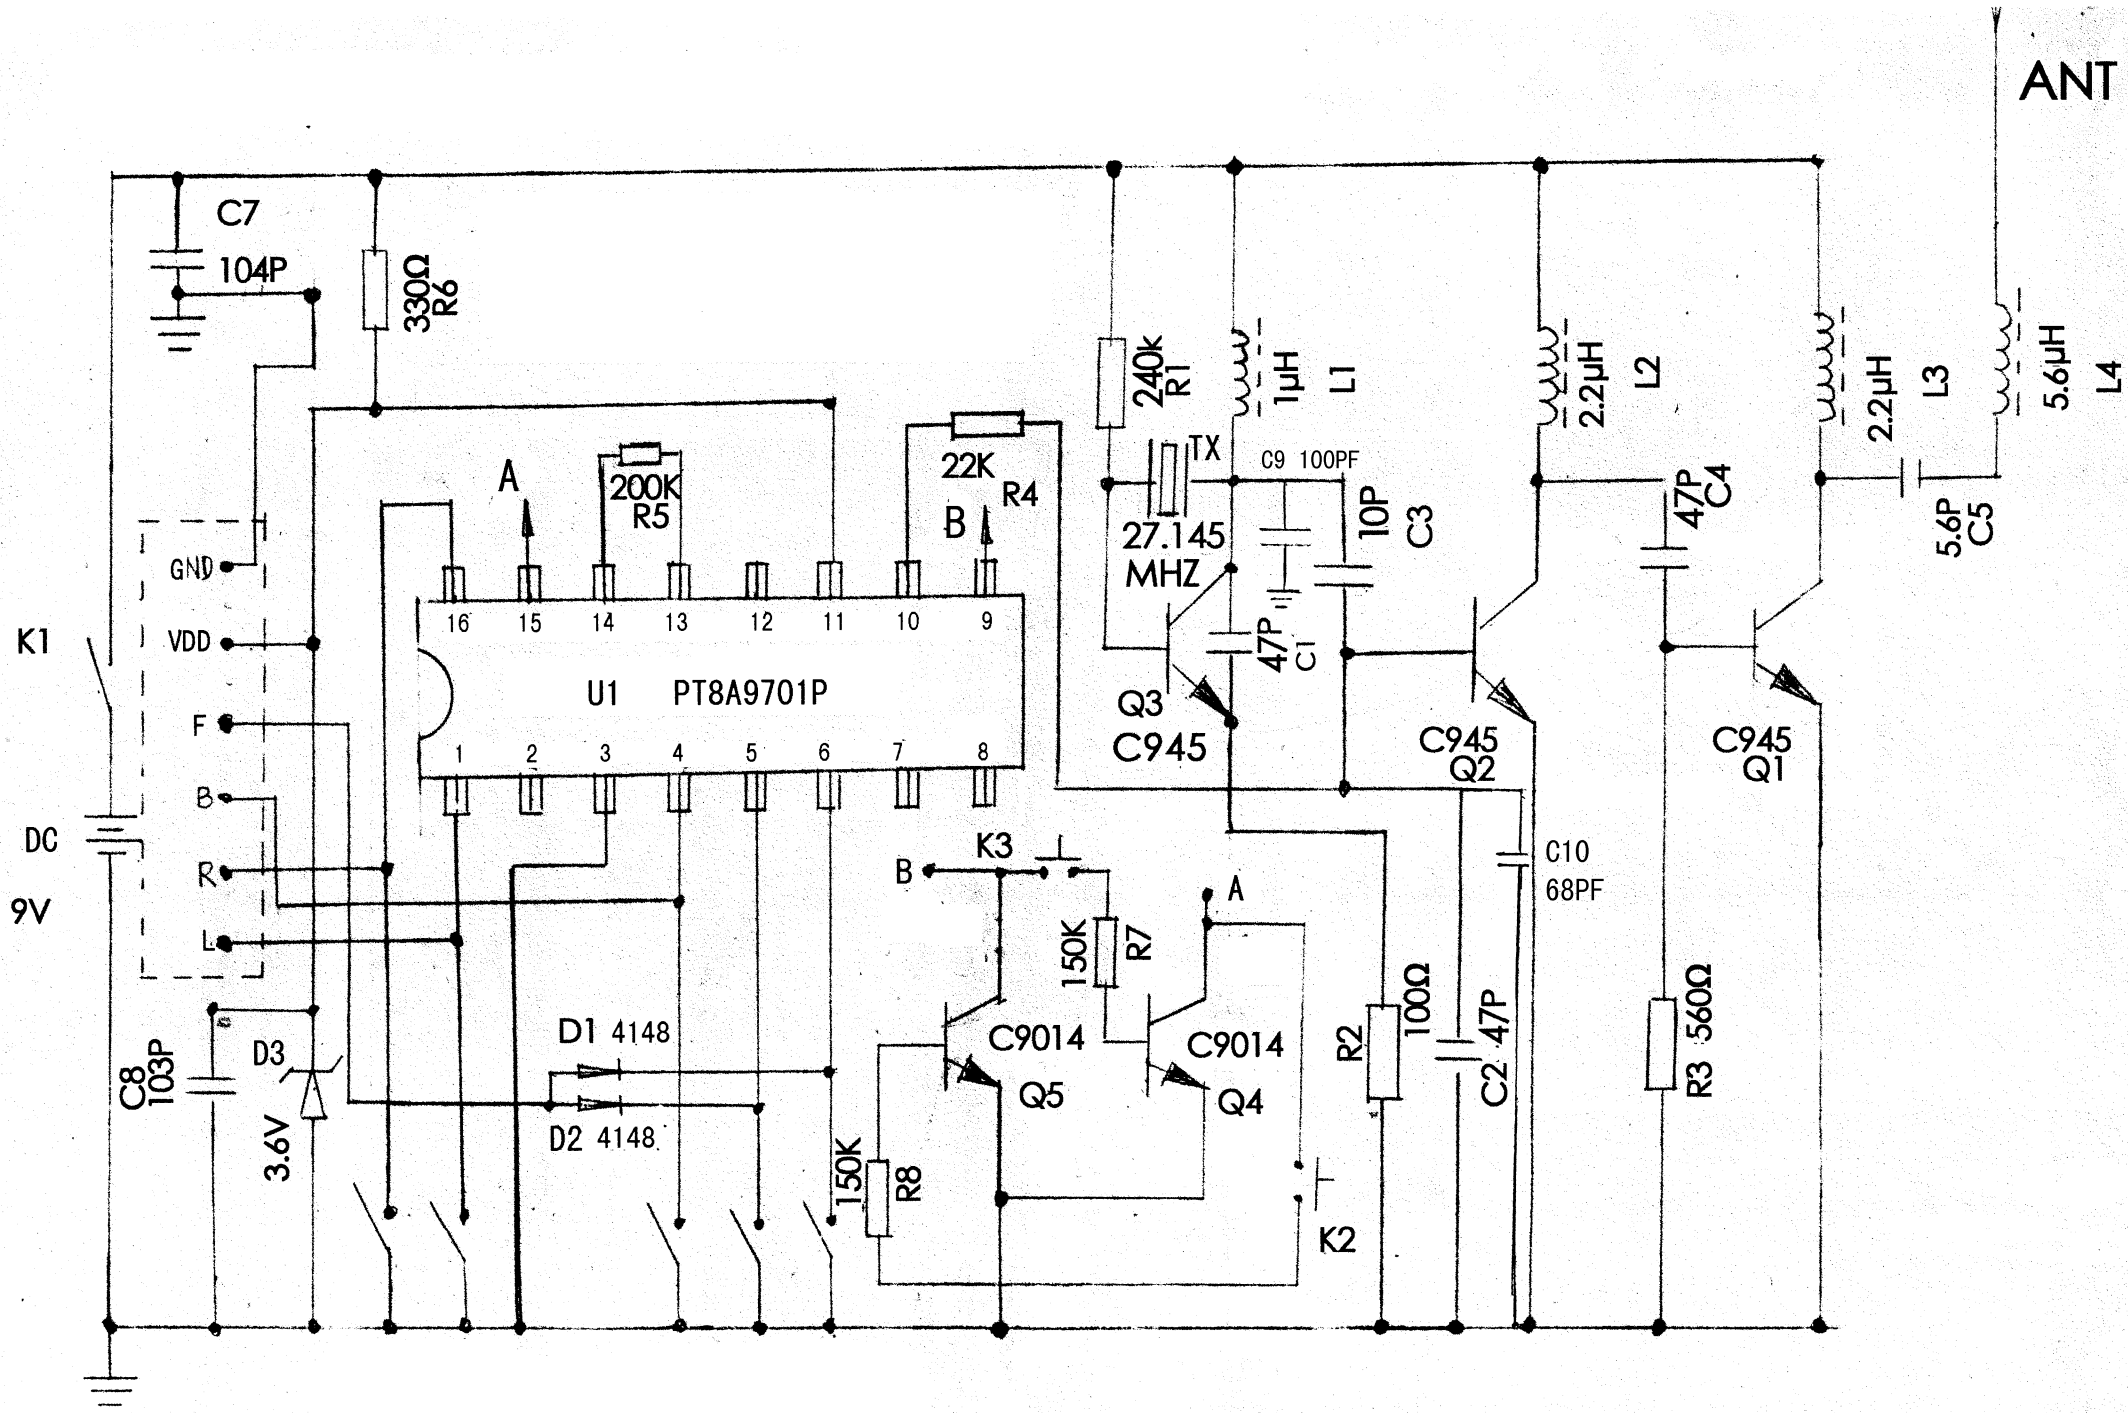 ANT
C7
104P
330Ω
R6
240k
R1
1μH
L1
2.2μH
L2
2.2μH
L3
5.6μH
L4
A
200K
R5
22K
R4
B
TX
27.145
MHZ
C9 100PF
10P
C3
47P
C4
5.6P
C5
GND
VDD
F
B
R
L
K1
DC
9V
16 15 14 13 12 11 10 9
U1 PT8A9701P
1 2 3 4 5 6 7 8
Q3
C945
47P
C1
C945
Q2
C945
Q1
B
K3
A
150K
R7
C10
68PF
C8
103P
D3
3.6V
D1 4148
D2 4148
C9014
Q5
C9014
Q4
150K
R8
K2
R2
100Ω
C2 47P
R3 560Ω